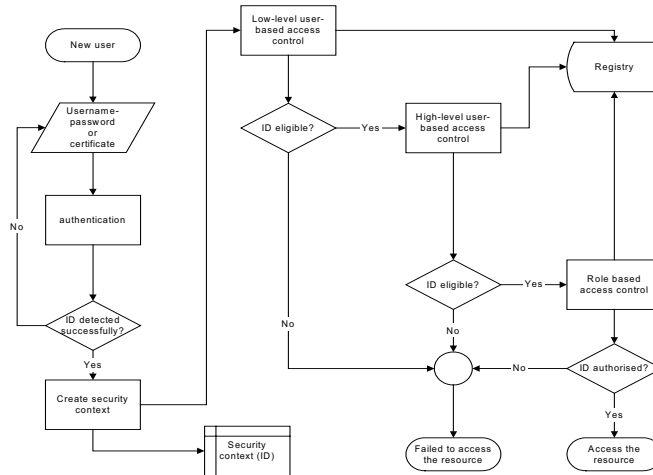 New user
Username-
password
or
certificate
authentication
No
ID detected
successfully?
Yes
Create security
context
Security
context (ID)
Low-level user-
based access
control
Registry
ID eligible?
Yes
High-level user-
based access
control
No
ID eligible?
Yes
Role based
access control
No
No
ID authorised?
Yes
Failed to access
the resource
Access the
resource